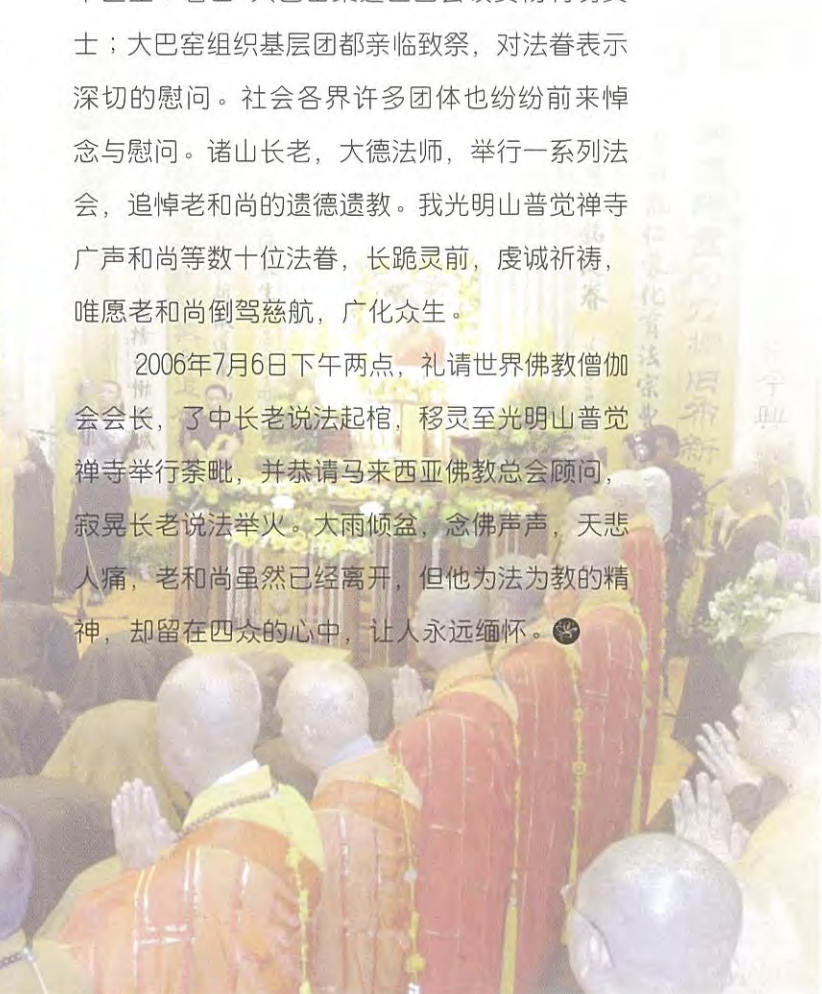 士；大巴窑组织基层团都亲临致祭，对法眷表示
深切的慰问。社会各界许多团体也纷纷前来悼
念与慰问。诸山长老，大德法师，举行一系列法
会，追悼老和尚的遗德遗教。我光明山普觉禅寺
广声和尚等数十位法眷，长跪灵前，虔诚祈祷，
唯愿老和尚倒驾慈航，广化众生。
2006年7月6日下午两点，礼请世界佛教僧伽
会会长，了中长老说法起棺，移灵至光明山普觉
禅寺举行荼毗，并恭请马来西亚佛教总会顾问，
寂晃长老说法举火。大雨倾盆，念佛声声，天悲
人痛，老和尚虽然已经离开，但他为法为教的精
神，却留在四众的心中，让人永远缅怀。